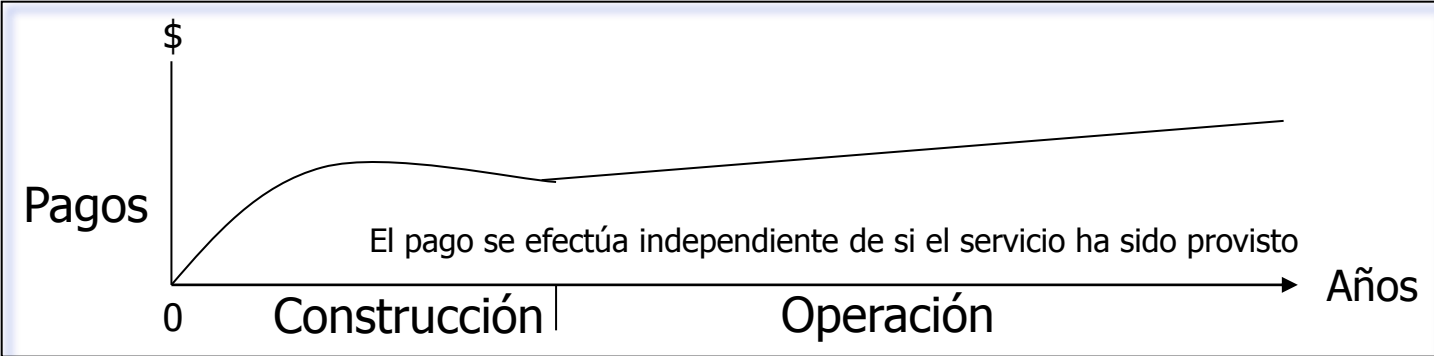 $
Pagos
El pago se efectúa independiente de si el servicio ha sido provisto
Años
0
Construcción
Operación